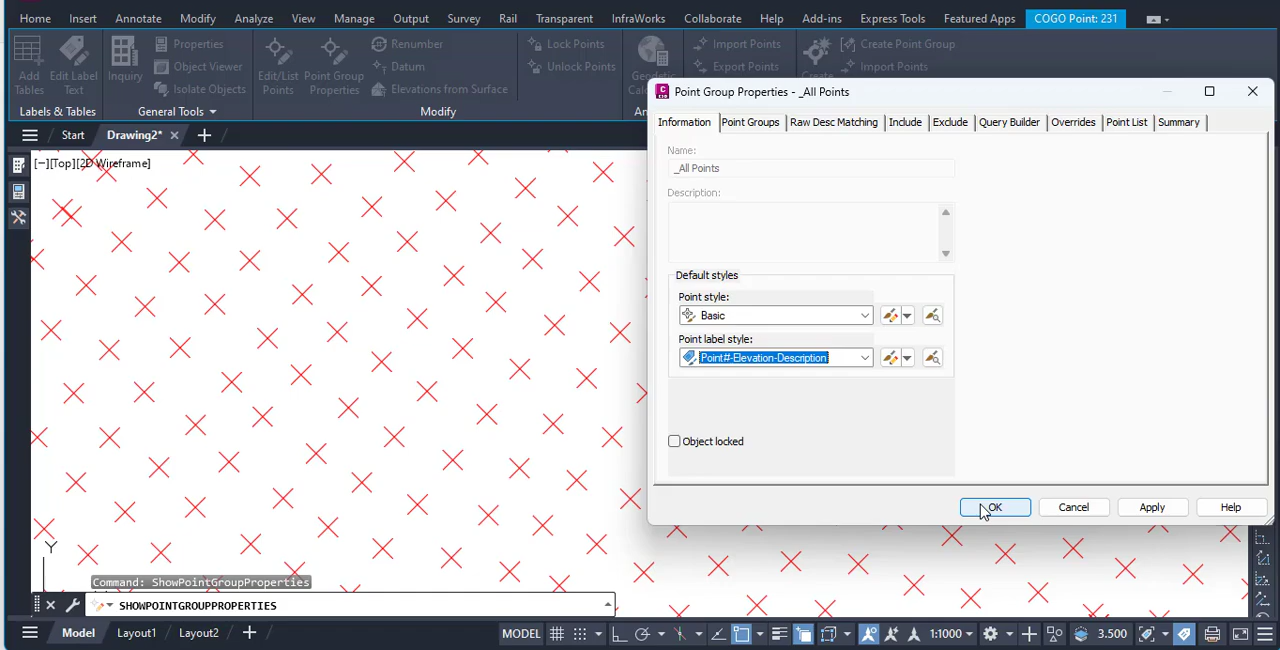 Home Insert Annotate Modify Analyze View Manage Output Survey Rail Transparent InfraWorks Collaborate Help Add-ins Express Tools Featured Apps COGO Point: 231
Add Tables
Edit Label Text
Inquiry
Properties
Object Viewer
Isolate Objects
Edit/List Points
Point Group Properties
Renumber
Datum
Elevations from Surface
Lock Points
Unlock Points
Import Points
Export Points
Create Point Group
Import Points
Labels & Tables General Tools Modify
Start Drawing2*
[−][Top][2D Wireframe]
Point Group Properties - _All Points
Information Point Groups Raw Desc Matching Include Exclude Query Builder Overrides Point List Summary
Name:
_All Points
Description:
Default styles
Point style:
Basic
Point label style:
Point#-Elevation-Description
Object locked
OK Cancel Apply Help
Y
Command: ShowPointGroupProperties
SHOWPOINTGROUPPROPERTIES
Model Layout1 Layout2 MODEL 1:1000 3.500